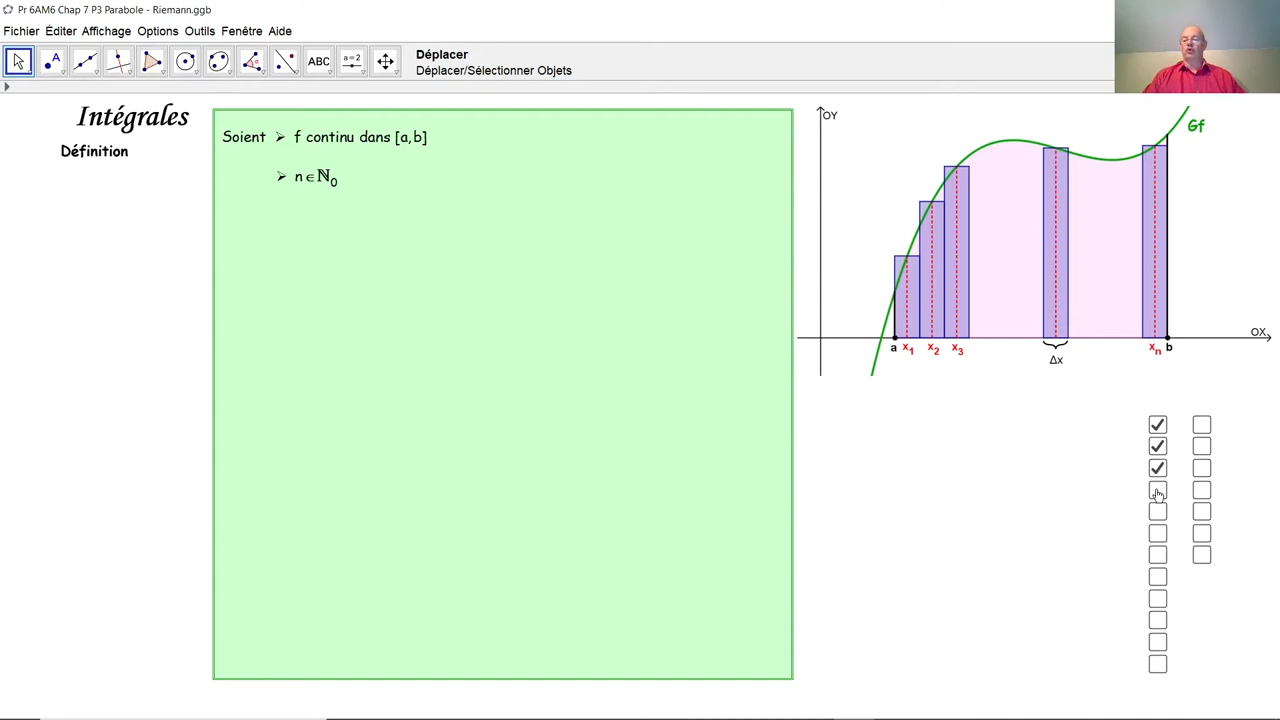 Pr 6AM6 Chap 7 P3 Parabole - Riemann.ggb
Fichier Éditer Affichage Options Outils Fenêtre Aide
A
α
ABC
a=2
Déplacer
Déplacer/Sélectionner Objets
Intégrales
Définition
Soient ➢ f continu dans [a,b]
➢ n∈ℕ₀
OY
Gf
OX
a x₁ x₂ x₃ xₙ b
Δx